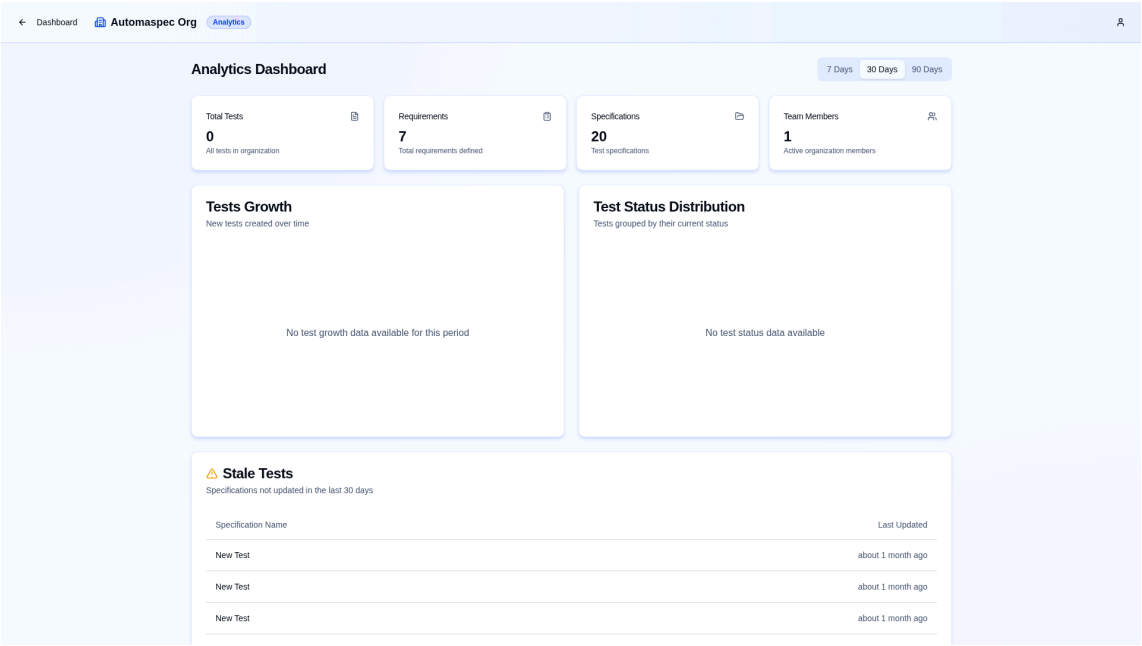 Dashboard Automaspec Org Analytics
Analytics Dashboard 7 Days 30 Days 90 Days
Total Tests
0
All tests in organization
Requirements
7
Total requirements defined
Specifications
20
Test specifications
Team Members
1
Active organization members
Tests Growth
New tests created over time
No test growth data available for this period
Test Status Distribution
Tests grouped by their current status
No test status data available
Stale Tests
Specifications not updated in the last 30 days
Specification Name Last Updated
New Test about 1 month ago
New Test about 1 month ago
New Test about 1 month ago